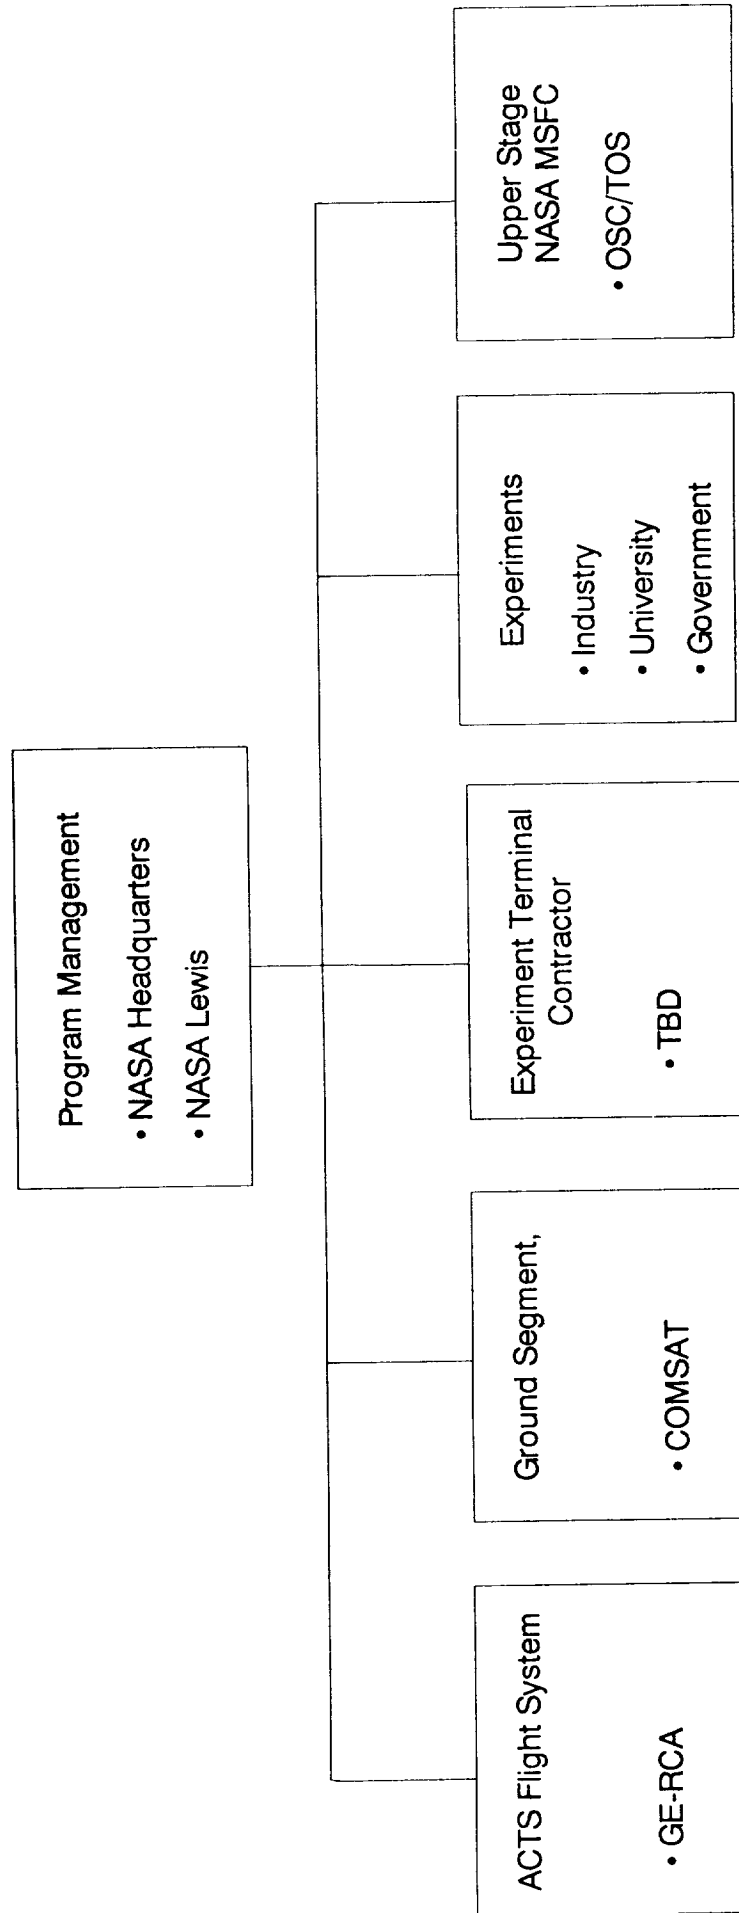 Program Management
• NASA Headquarters
• NASA Lewis
ACTS Flight System
• GE-RCA
Ground Segment,
• COMSAT
Experiment Terminal
Contractor
• TBD
Experiments
• Industry
• University
• Government
Upper Stage
NASA MSFC
• OSC/TOS